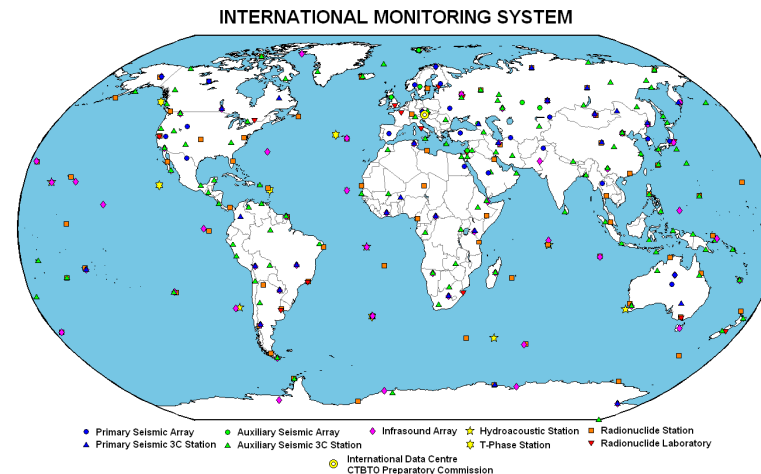 INTERNATIONAL MONITORING SYSTEM
Primary Seismic Array Auxiliary Seismic Array Infrasound Array Hydroacoustic Station Radionuclide Station
Primary Seismic 3C Station Auxiliary Seismic 3C Station T-Phase Station Radionuclide Laboratory
International Data Centre
CTBTO Preparatory Commission